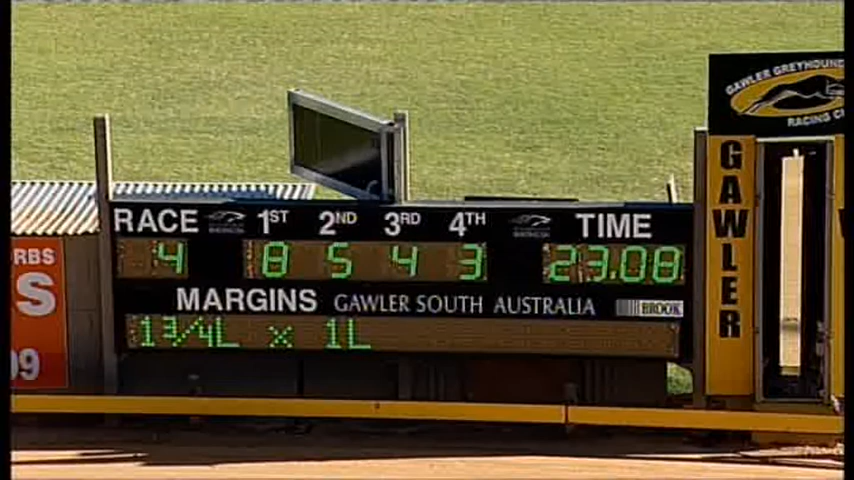 GAWLER GREYHOUND
RACING C
GAWLER
RACE 1ST 2ND 3RD 4TH TIME
4 8 5 4 3 23.08
MARGINS GAWLER SOUTH AUSTRALIA BROOK
1¾L x 1L
RBS
S
09